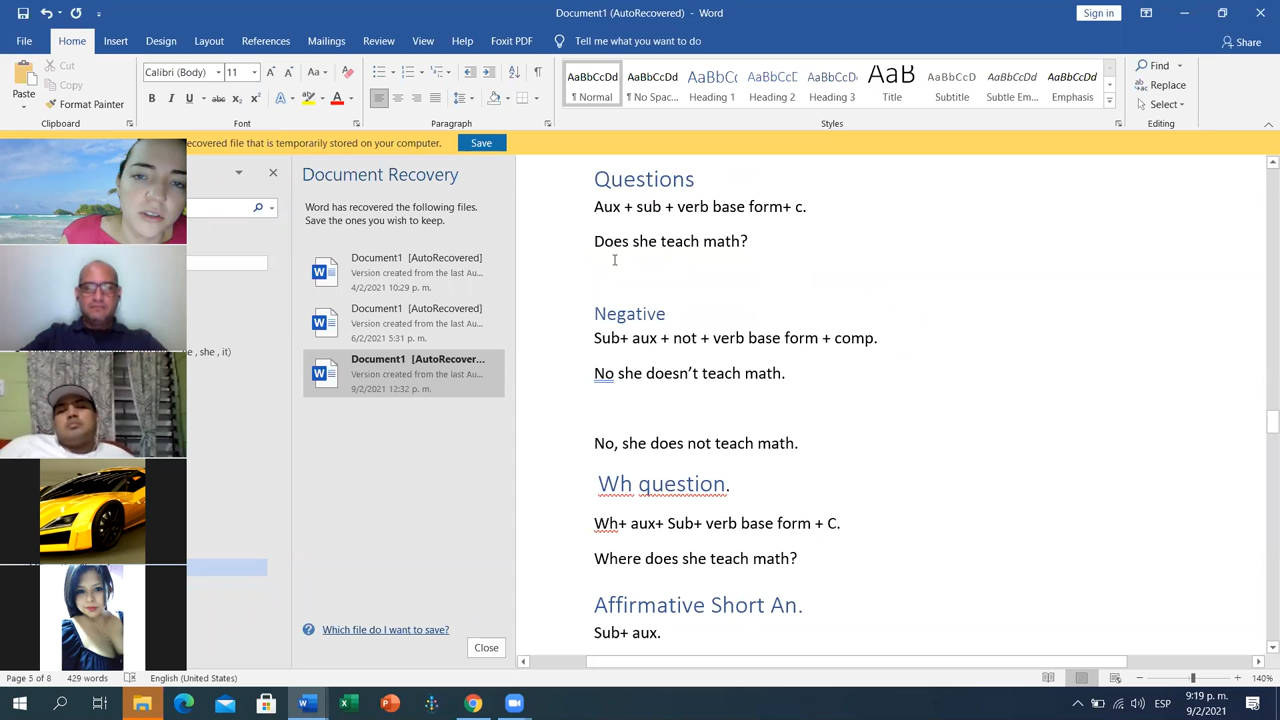 Document1 (AutoRecovered) - Word
Sign in
File Home Insert Design Layout References Mailings Review View Help Foxit PDF Tell me what you want to do
Share
Cut
Copy
Format Painter
Paste
Calibri (Body) 11
Clipboard Font Paragraph Styles Editing
AaBbCcDd AaBbCcDd AaBbCc AaBbCcD AaBbCcD AaB AaBbCcD AaBbCcDd AaBbCcDd
¶ Normal ¶ No Spac... Heading 1 Heading 2 Heading 3 Title Subtitle Subtle Em... Emphasis
Find
Replace
Select
recovered file that is temporarily stored on your computer. Save
Document Recovery
Word has recovered the following files.
Save the ones you wish to keep.
Document1 [AutoRecovered]
Version created from the last Au...
4/2/2021 10:29 p. m.
Document1 [AutoRecovered]
Version created from the last Au...
6/2/2021 5:31 p. m.
Document1 [AutoRecover...
Version created from the last Au...
9/2/2021 12:32 p. m.
Which file do I want to save?
Close
, she , it)
Questions
Aux + sub + verb base form+ c.
Does she teach math?
Negative
Sub+ aux + not + verb base form + comp.
No she doesn’t teach math.
No, she does not teach math.
Wh question.
Wh+ aux+ Sub+ verb base form + C.
Where does she teach math?
Affirmative Short An.
Sub+ aux.
Page 5 of 8 429 words English (United States)
140%
ESP
9:19 p. m.
9/2/2021